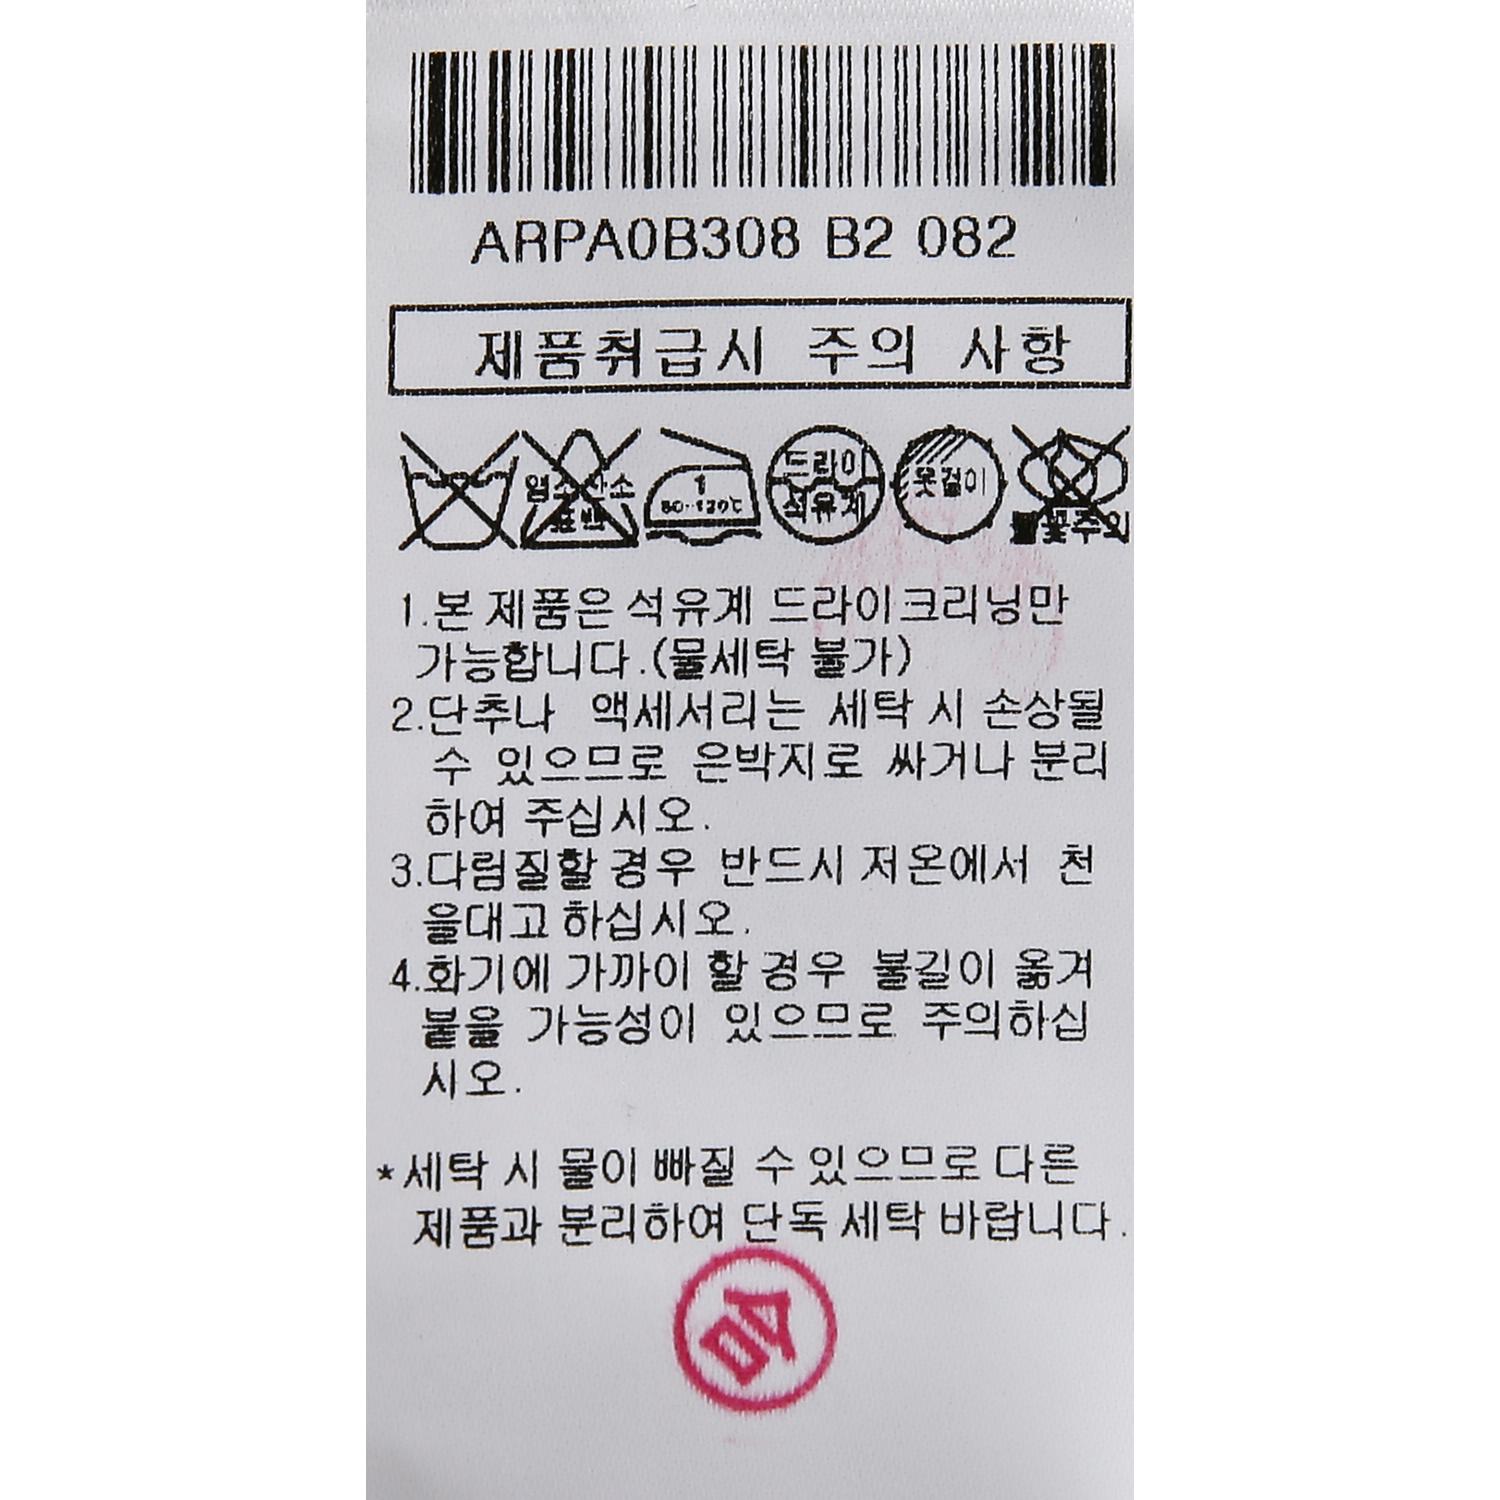 ARPA0B308 B2 082
제품취급시 주의 사항
염소산소
표백
1
80~120℃
드라이
석유계
옷걸이
불꽃주의
1.본 제품은 석유계 드라이크리닝만
가능합니다.(물세탁 불가)
2.단추나 액세서리는 세탁 시 손상될
수 있으므로 은박지로 싸거나 분리
하여 주십시오.
3.다림질할 경우 반드시 저온에서 천
을대고 하십시오.
4.화기에 가까이 할 경우 불길이 옮겨
붙을 가능성이 있으므로 주의하십
시오.
*세탁 시 물이 빠질 수 있으므로 다른
제품과 분리하여 단독 세탁 바랍니다.